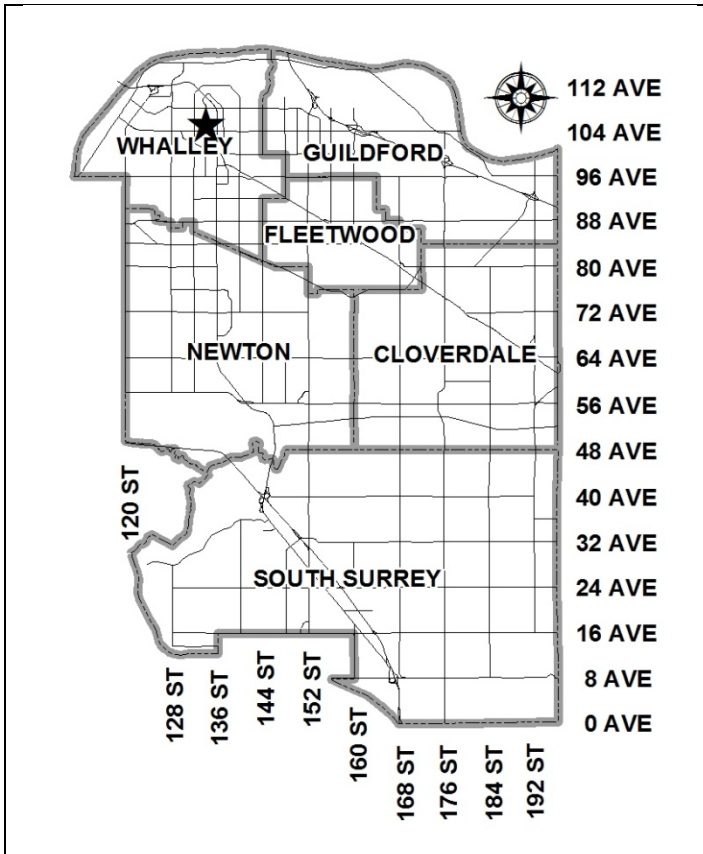 112 AVE
104 AVE
WHALLEY
GUILDFORD
96 AVE
88 AVE
FLEETWOOD
80 AVE
72 AVE
NEWTON
CLOVERDALE
64 AVE
56 AVE
48 AVE
120 ST
40 AVE
32 AVE
SOUTH SURREY
24 AVE
16 AVE
8 AVE
0 AVE
128 ST
136 ST
144 ST
152 ST
160 ST
168 ST
176 ST
184 ST
192 ST